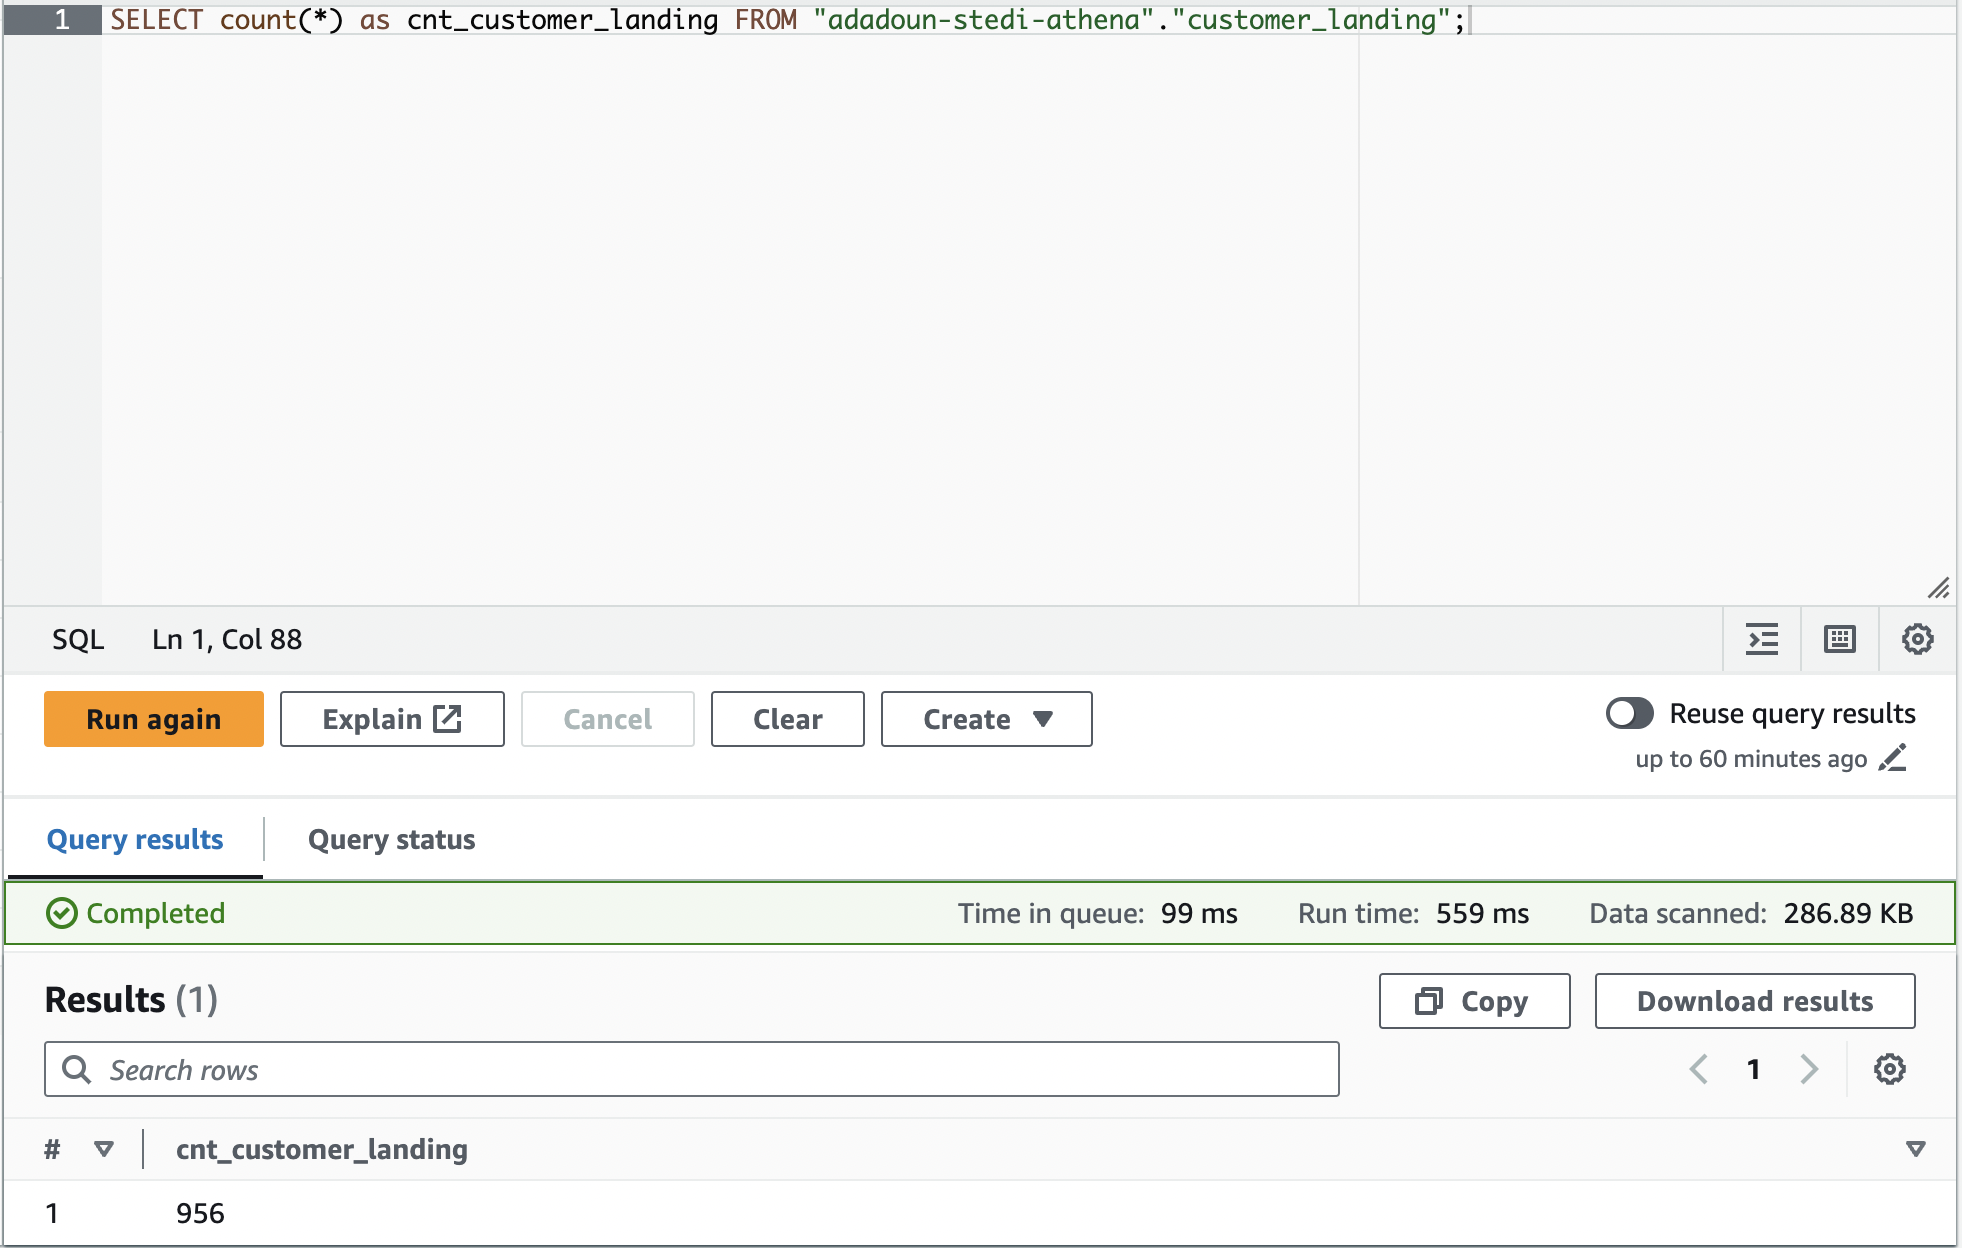 1 SELECT count(*) as cnt_customer_landing FROM "adadoun-stedi-athena"."customer_landing";
SQL Ln 1, Col 88
Run again Explain Cancel Clear Create Reuse query results
up to 60 minutes ago
Query results Query status
Completed Time in queue: 99 ms Run time: 559 ms Data scanned: 286.89 KB
Results (1) Copy Download results
Search rows 1
# cnt_customer_landing
1 956